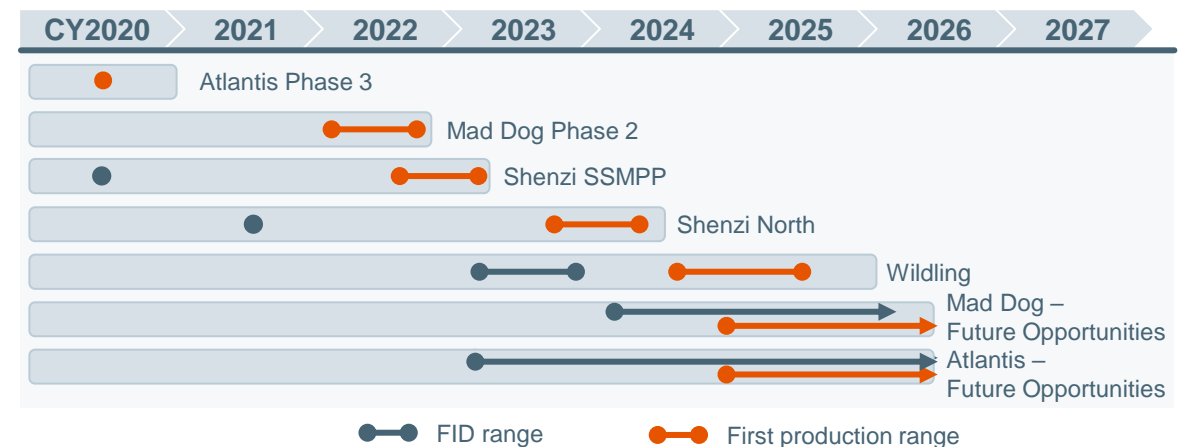 CY2020 2021 2022 2023 2024 2025 2026 2027
Atlantis Phase 3
Mad Dog Phase 2
Shenzi SSMPP
Shenzi North
Wildling
Mad Dog –
Future Opportunities
Atlantis –
Future Opportunities
FID range First production range